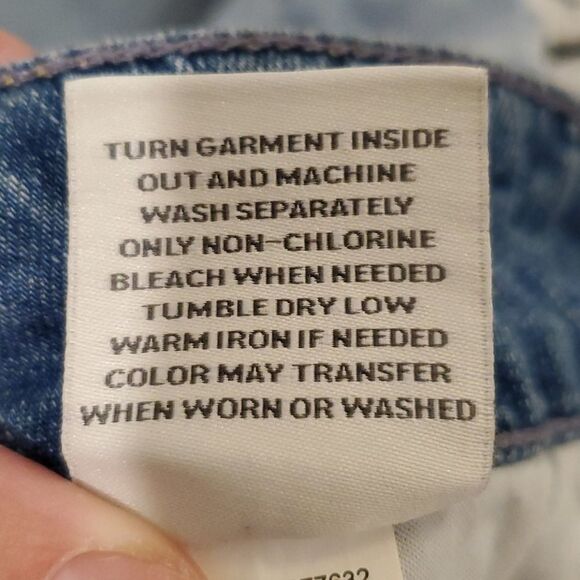 TURN GARMENT INSIDE
OUT AND MACHINE
WASH SEPARATELY
ONLY NON-CHLORINE
BLEACH WHEN NEEDED
TUMBLE DRY LOW
WARM IRON IF NEEDED
COLOR MAY TRANSFER
WHEN WORN OR WASHED